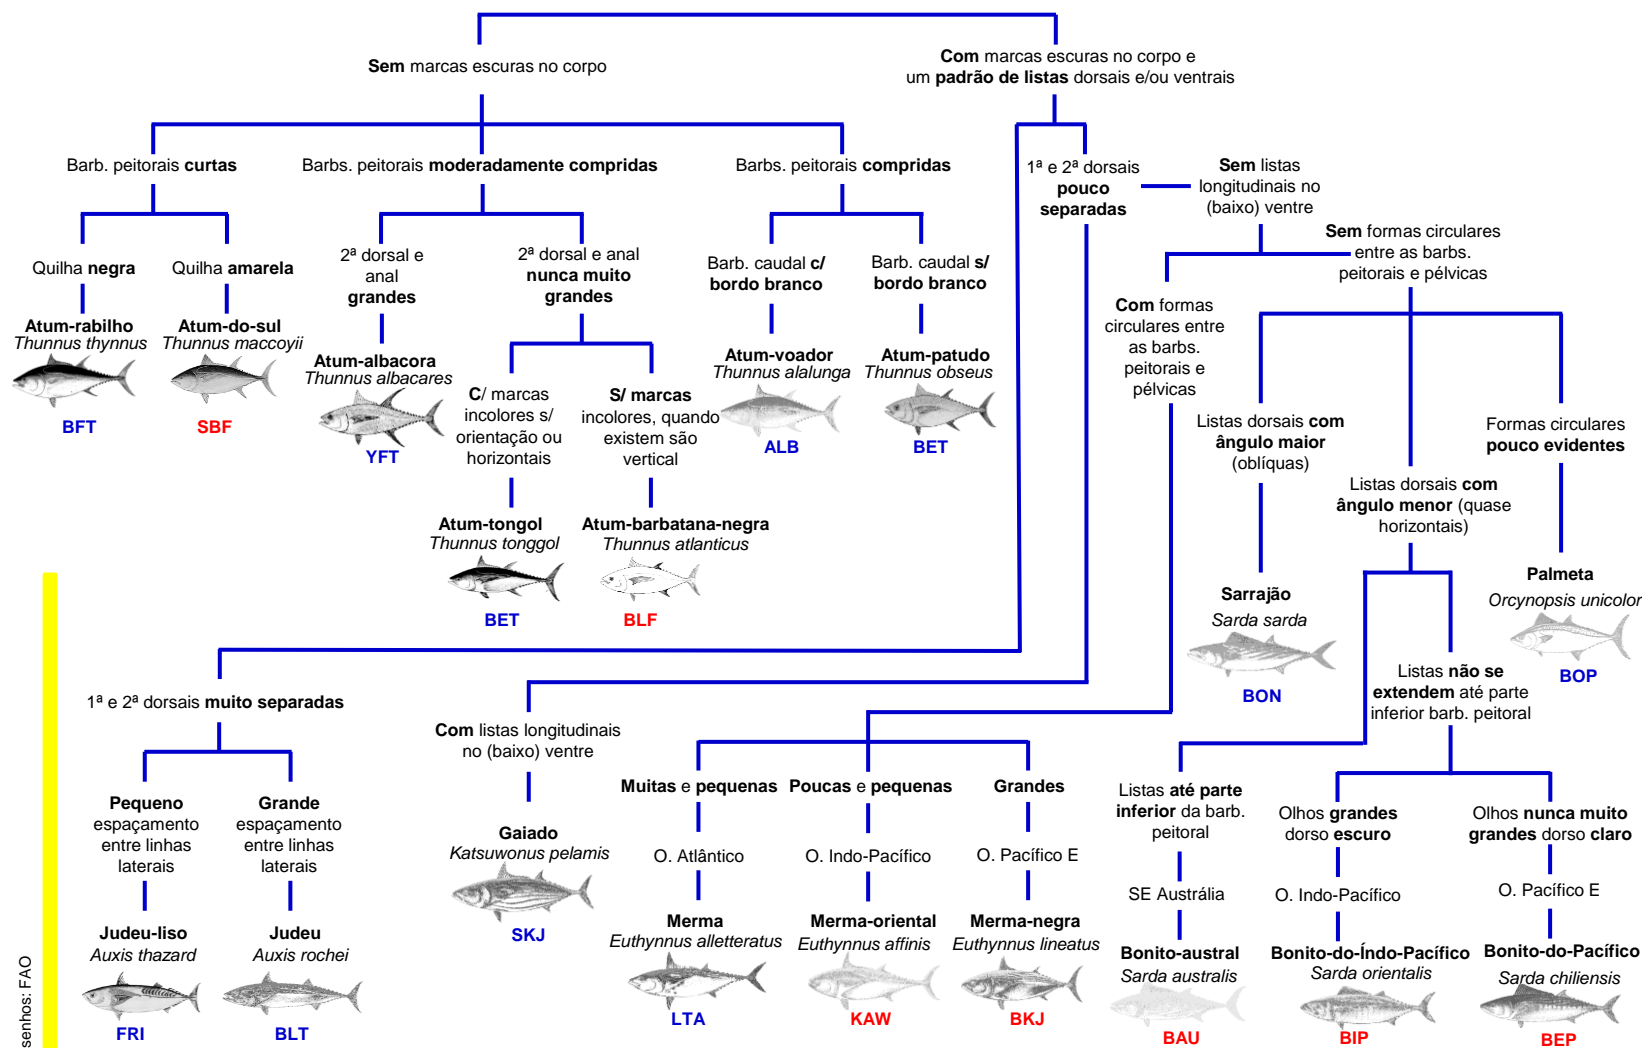 Sem marcas escuras no corpo
Com marcas escuras no corpo e
um padrão de listas dorsais e/ou ventrais
Barb. peitorais curtas
Barbs. peitorais moderadamente compridas
Barbs. peitorais compridas
1ª e 2ª dorsais
pouco
separadas
Sem listas
longitudinais no
(baixo) ventre
Quilha negra
Quilha amarela
2ª dorsal e
anal
grandes
2ª dorsal e anal
nunca muito
grandes
Barb. caudal c/
bordo branco
Barb. caudal s/
bordo branco
Sem formas circulares
entre as barbs.
peitorais e pélvicas
Com formas
circulares entre
as barbs.
peitorais e
pélvicas
Atum-rabilho
Thunnus thynnus
BFT
Atum-do-sul
Thunnus maccoyii
SBF
Atum-albacora
Thunnus albacares
YFT
C/ marcas
incolores s/
orientação ou
horizontais
S/ marcas
incolores, quando
existem são
vertical
Atum-voador
Thunnus alalunga
ALB
Atum-patudo
Thunnus obseus
BET
Listas dorsais com
ângulo maior
(oblíquas)
Listas dorsais com
ângulo menor (quase
horizontais)
Formas circulares
pouco evidentes
Atum-tongol
Thunnus tonggol
BET
Atum-barbatana-negra
Thunnus atlanticus
BLF
Sarrajão
Sarda sarda
BON
Palmeta
Orcynopsis unicolor
BOP
1ª e 2ª dorsais muito separadas
Com listas longitudinais
no (baixo) ventre
Listas não se
extendem até parte
inferior barb. peitoral
Pequeno
espaçamento
entre linhas
laterais
Grande
espaçamento
entre linhas
laterais
Muitas e pequenas
Poucas e pequenas
Grandes
Listas até parte
inferior da barb.
peitoral
Olhos grandes
dorso escuro
Olhos nunca muito
grandes dorso claro
Gaiado
Katsuwonus pelamis
SKJ
O. Atlântico
O. Indo-Pacífico
O. Pacífico E
SE Austrália
O. Indo-Pacífico
O. Pacífico E
Judeu-liso
Auxis thazard
FRI
Judeu
Auxis rochei
BLT
Merma
Euthynnus alletteratus
LTA
Merma-oriental
Euthynnus affinis
KAW
Merma-negra
Euthynnus lineatus
BKJ
Bonito-austral
Sarda australis
BAU
Bonito-do-Índo-Pacífico
Sarda orientalis
BIP
Bonito-do-Pacífico
Sarda chiliensis
BEP
senhos: FAO